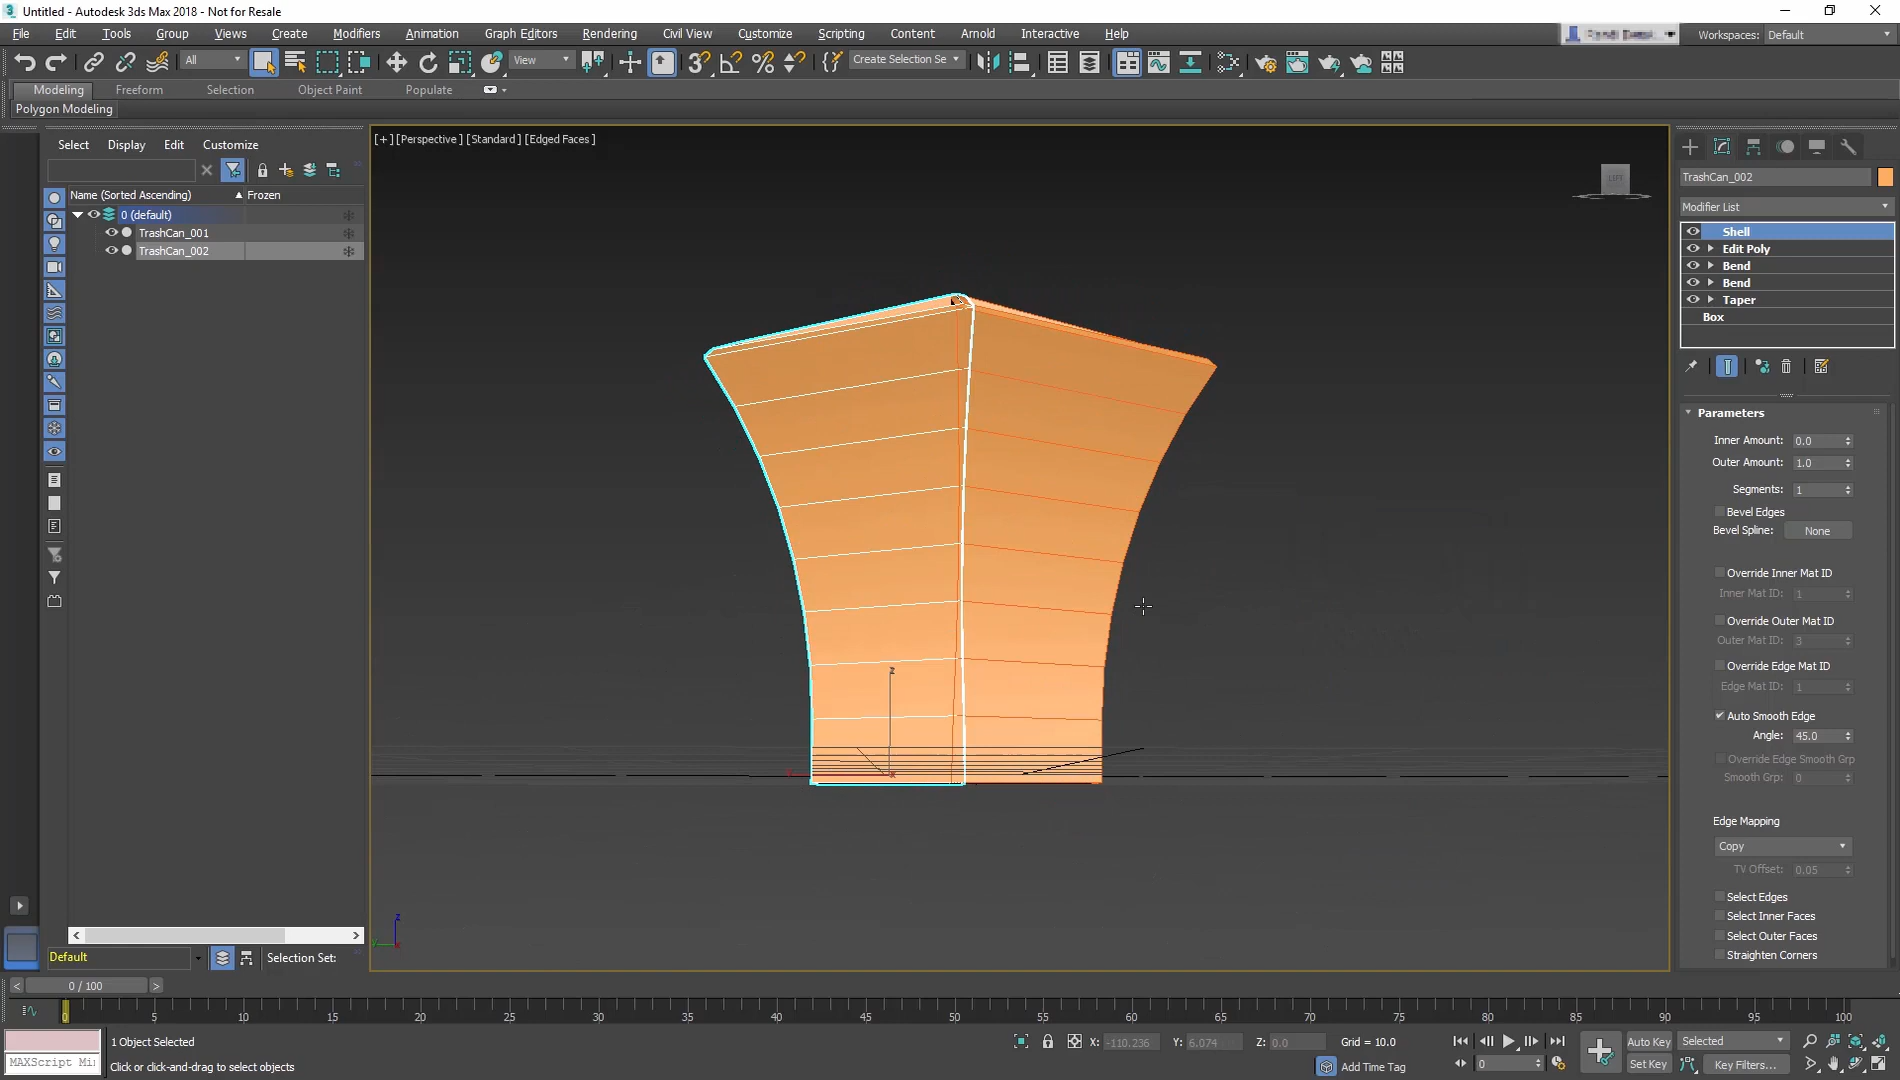 Untitled - Autodesk 3ds Max 2018 - Not for Resale
File Edit Tools Group Views Create Modifiers Animation Graph Editors Rendering Civil View Customize Scripting Content Arnold Interactive Help
Workspaces: Default
All View Create Selection Se
Modeling Freeform Selection Object Paint Populate
Polygon Modeling
Select Display Edit Customize
Name (Sorted Ascending) Frozen
0 (default)
TrashCan_001
TrashCan_002
Default
Selection Set:
[+] [Perspective] [Standard] [Edged Faces]
LEFT
z
x
z
y
x
TrashCan_002
Modifier List
Shell
Edit Poly
Bend
Bend
Taper
Box
Parameters
Inner Amount: 0.0
Outer Amount: 1.0
Segments: 1
Bevel Edges
Bevel Spline: None
Override Inner Mat ID
Inner Mat ID: 1
Override Outer Mat ID
Outer Mat ID: 3
Override Edge Mat ID
Edge Mat ID: 1
Auto Smooth Edge
Angle: 45.0
Override Edge Smooth Grp
Smooth Grp: 0
Edge Mapping
Copy
TV Offset: 0.05
Select Edges
Select Inner Faces
Select Outer Faces
Straighten Corners
0 / 100
0 5 10 15 20 25 30 35 40 45 50 55 60 65 70 75 80 85 90 95 100
1 Object Selected
X: -110.236 Y: 6.074 Z: 0.0 Grid = 10.0
Auto Key Selected
MAXScript Mi
Click or click-and-drag to select objects
Add Time Tag
0
Set Key Key Filters...